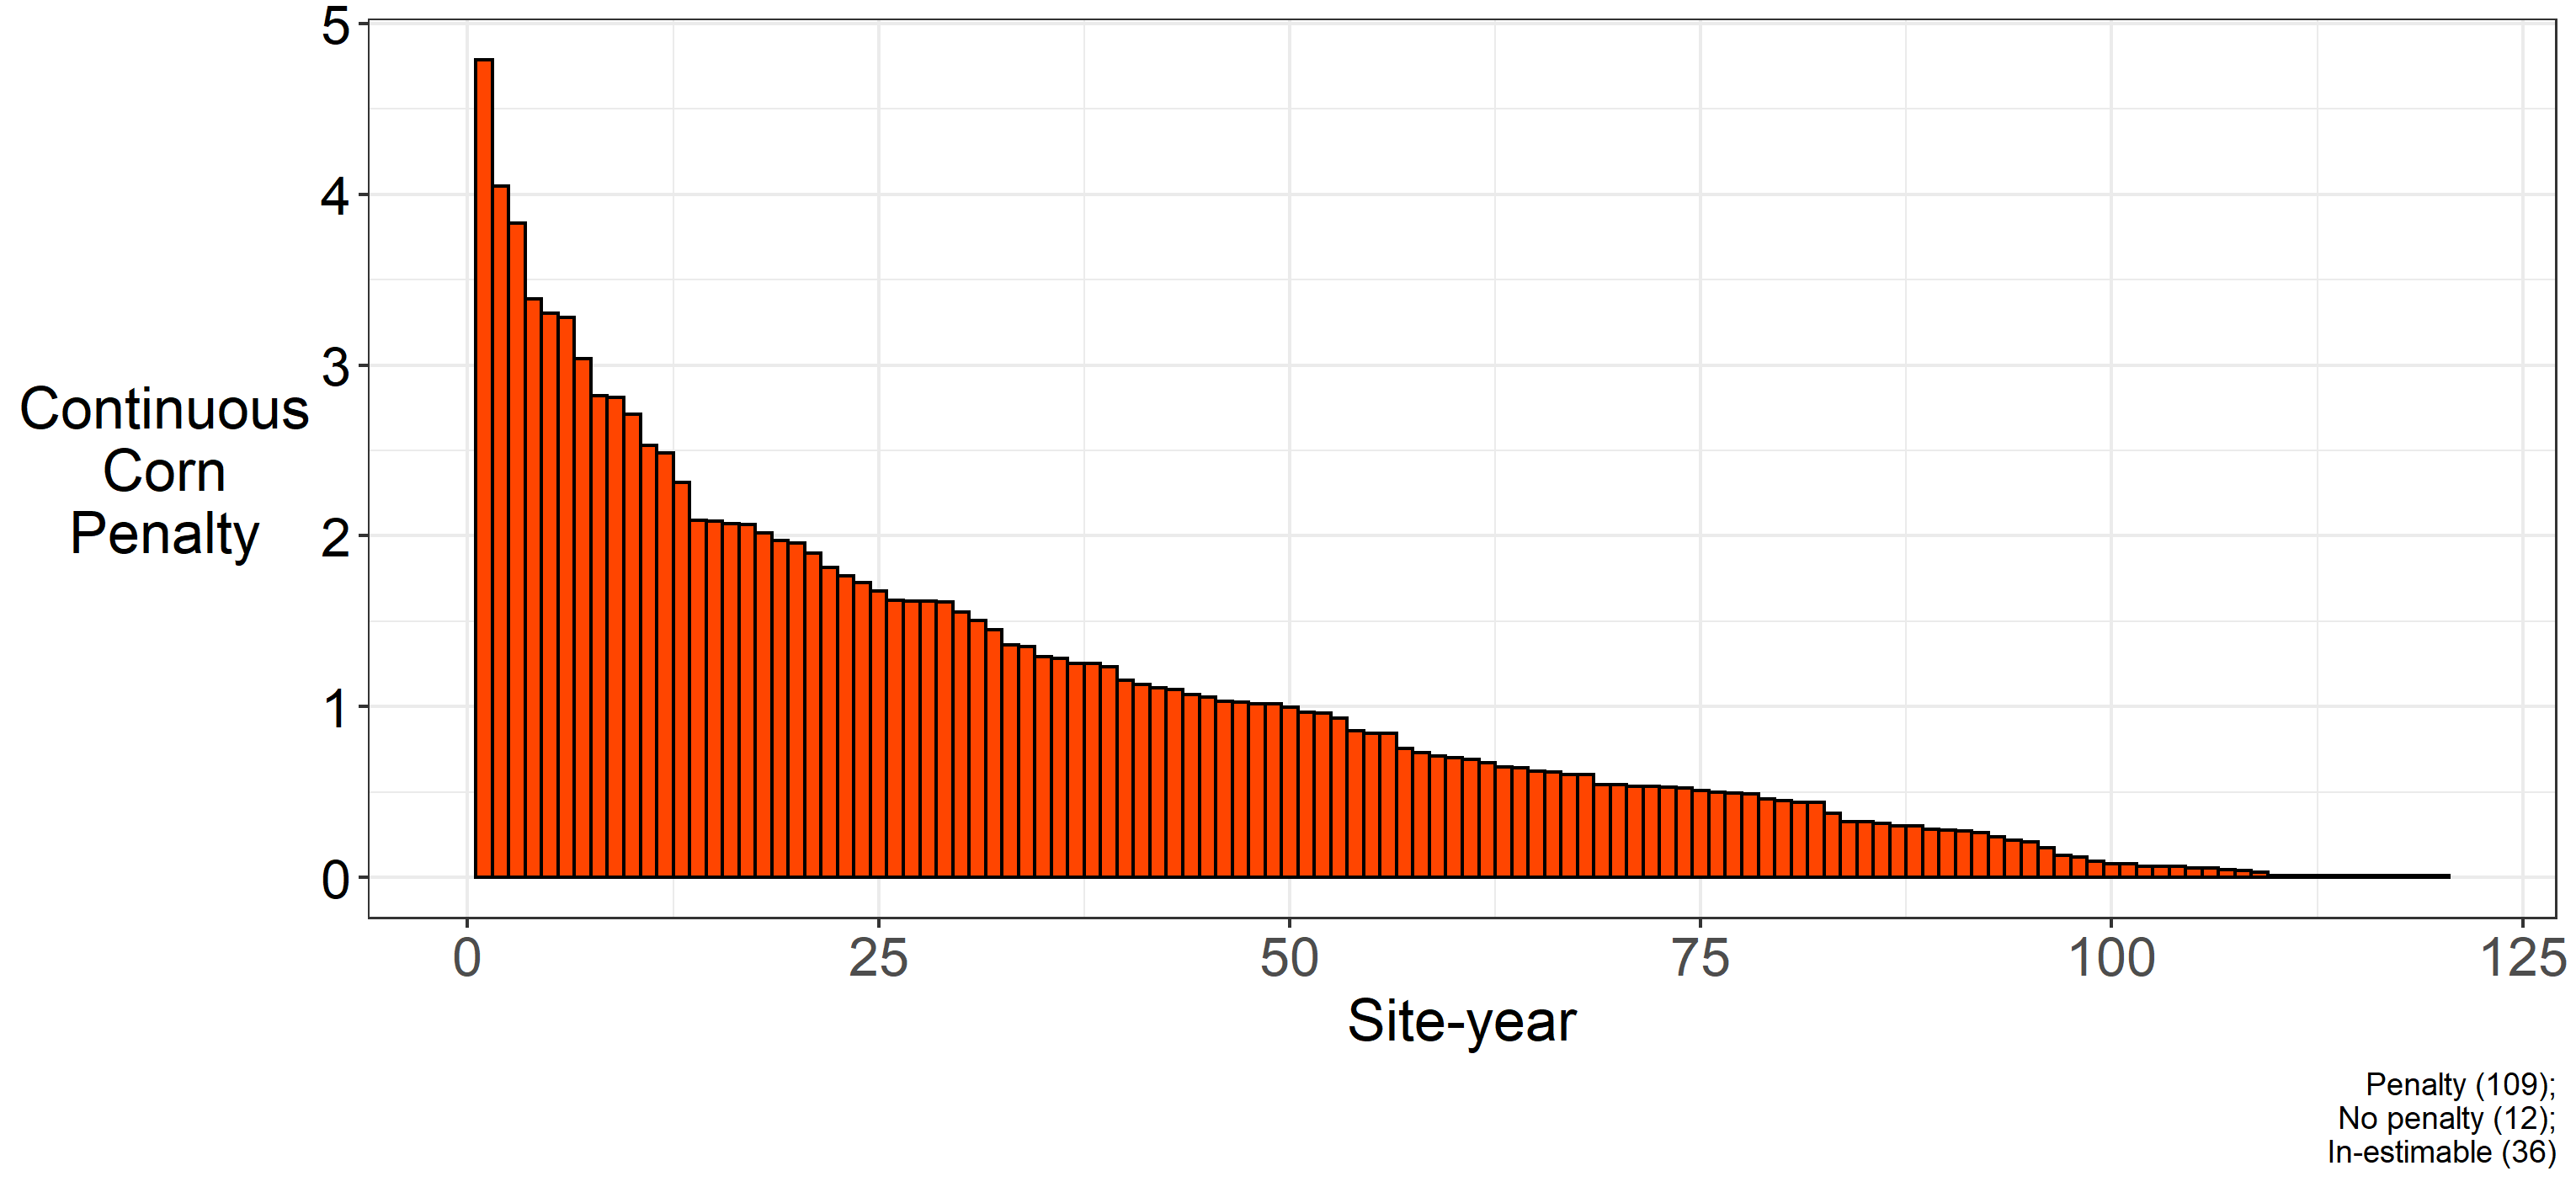 5
4
3
2
1
0
Continuous
Corn
Penalty
0 25 50 75 100 125
Site-year
Penalty (109);
No penalty (12);
In-estimable (36)